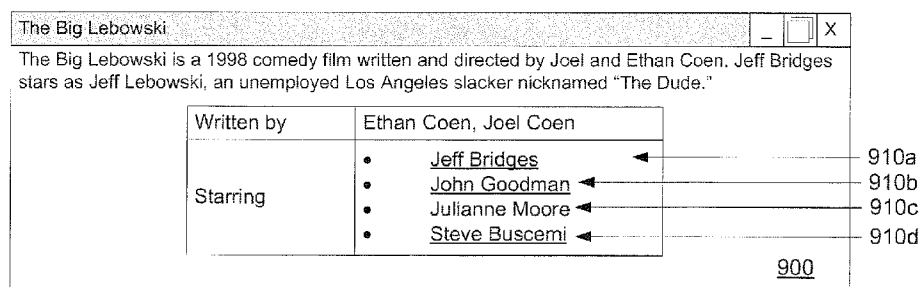 The Big Lebowski _ X
The Big Lebowski is a 1998 comedy film written and directed by Joel and Ethan Coen. Jeff Bridges
stars as Jeff Lebowski, an unemployed Los Angeles slacker nicknamed “The Dude.”
Written by Ethan Coen, Joel Coen
• Jeff Bridges 910a
• John Goodman 910b
Starring
• Julianne Moore 910c
• Steve Buscemi 910d
900